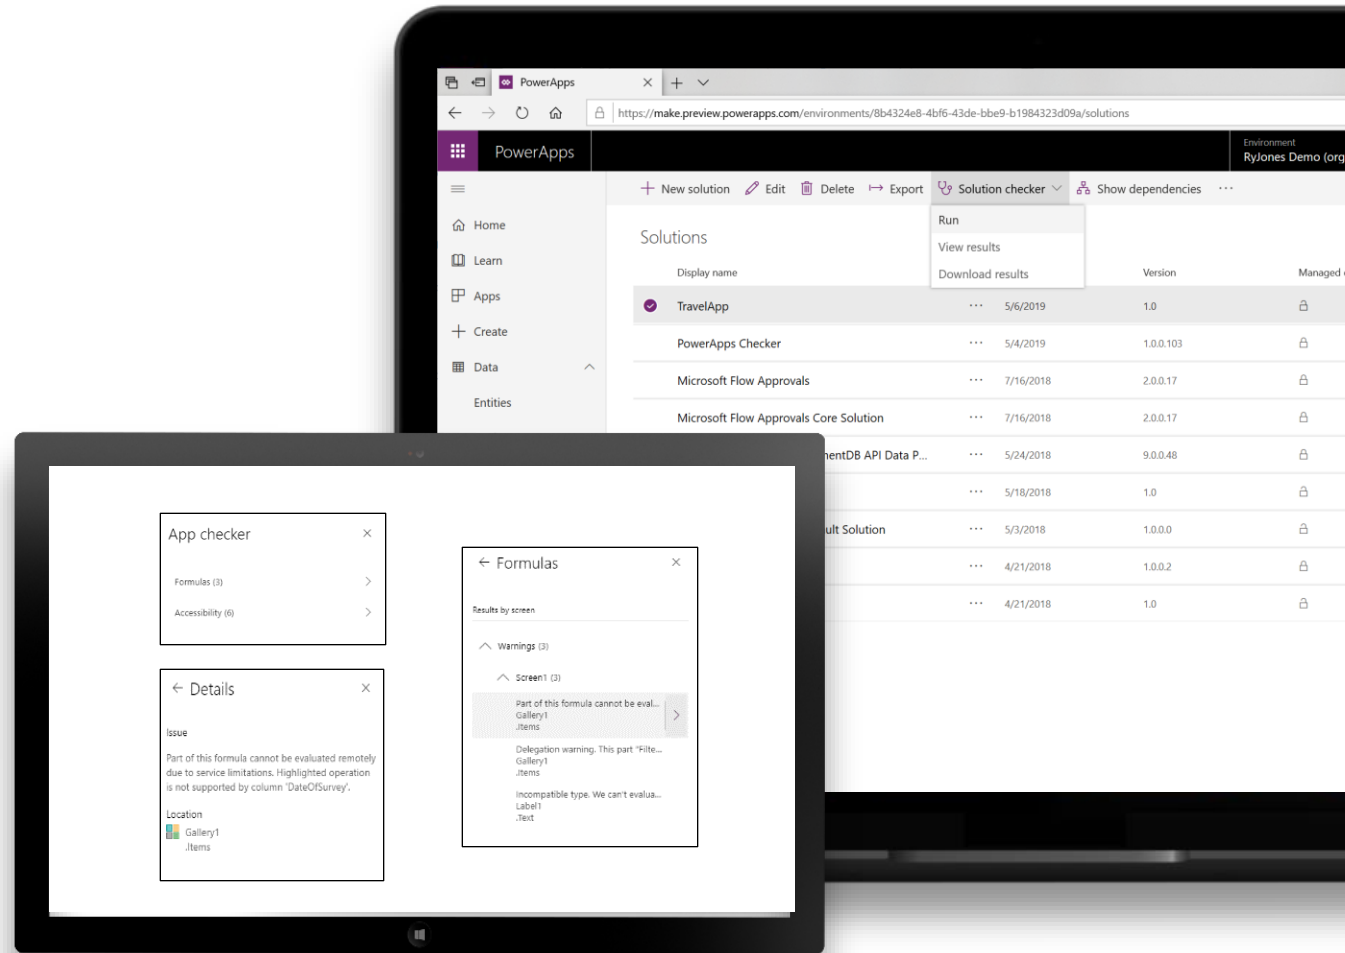 PowerApps
https://make.preview.powerapps.com/environments/8b4324e8-4bf6-43de-bbe9-b1984323d09a/solutions
PowerApps
Environment
RyJones Demo (org
New solution Edit Delete Export Solution checker Show dependencies ...
Home
Learn
Apps
Create
Data
Entities
Run
View results
Download results
Solutions
Display name Version Managed
TravelApp ... 5/6/2019 1.0
PowerApps Checker ... 5/4/2019 1.0.0.103
Microsoft Flow Approvals ... 7/16/2018 2.0.0.17
Microsoft Flow Approvals Core Solution ... 7/16/2018 2.0.0.17
mentDB API Data P... ... 5/24/2018 9.0.0.48
... 5/18/2018 1.0
ult Solution ... 5/3/2018 1.0.0.0
... 4/21/2018 1.0.0.2
... 4/21/2018 1.0
App checker
Formulas (3)
Accessibility (6)
Details
Issue
Part of this formula cannot be evaluated remotely
due to service limitations. Highlighted operation
is not supported by column 'DateOfSurvey'.
Location
Gallery1
.Items
Formulas
Results by screen
Warnings (3)
Screen1 (3)
Part of this formula cannot be eval...
Gallery1
.Items
Delegation warning. This part "Filte...
Gallery1
.Items
Incompatible type. We can't evalua...
Label1
.Text